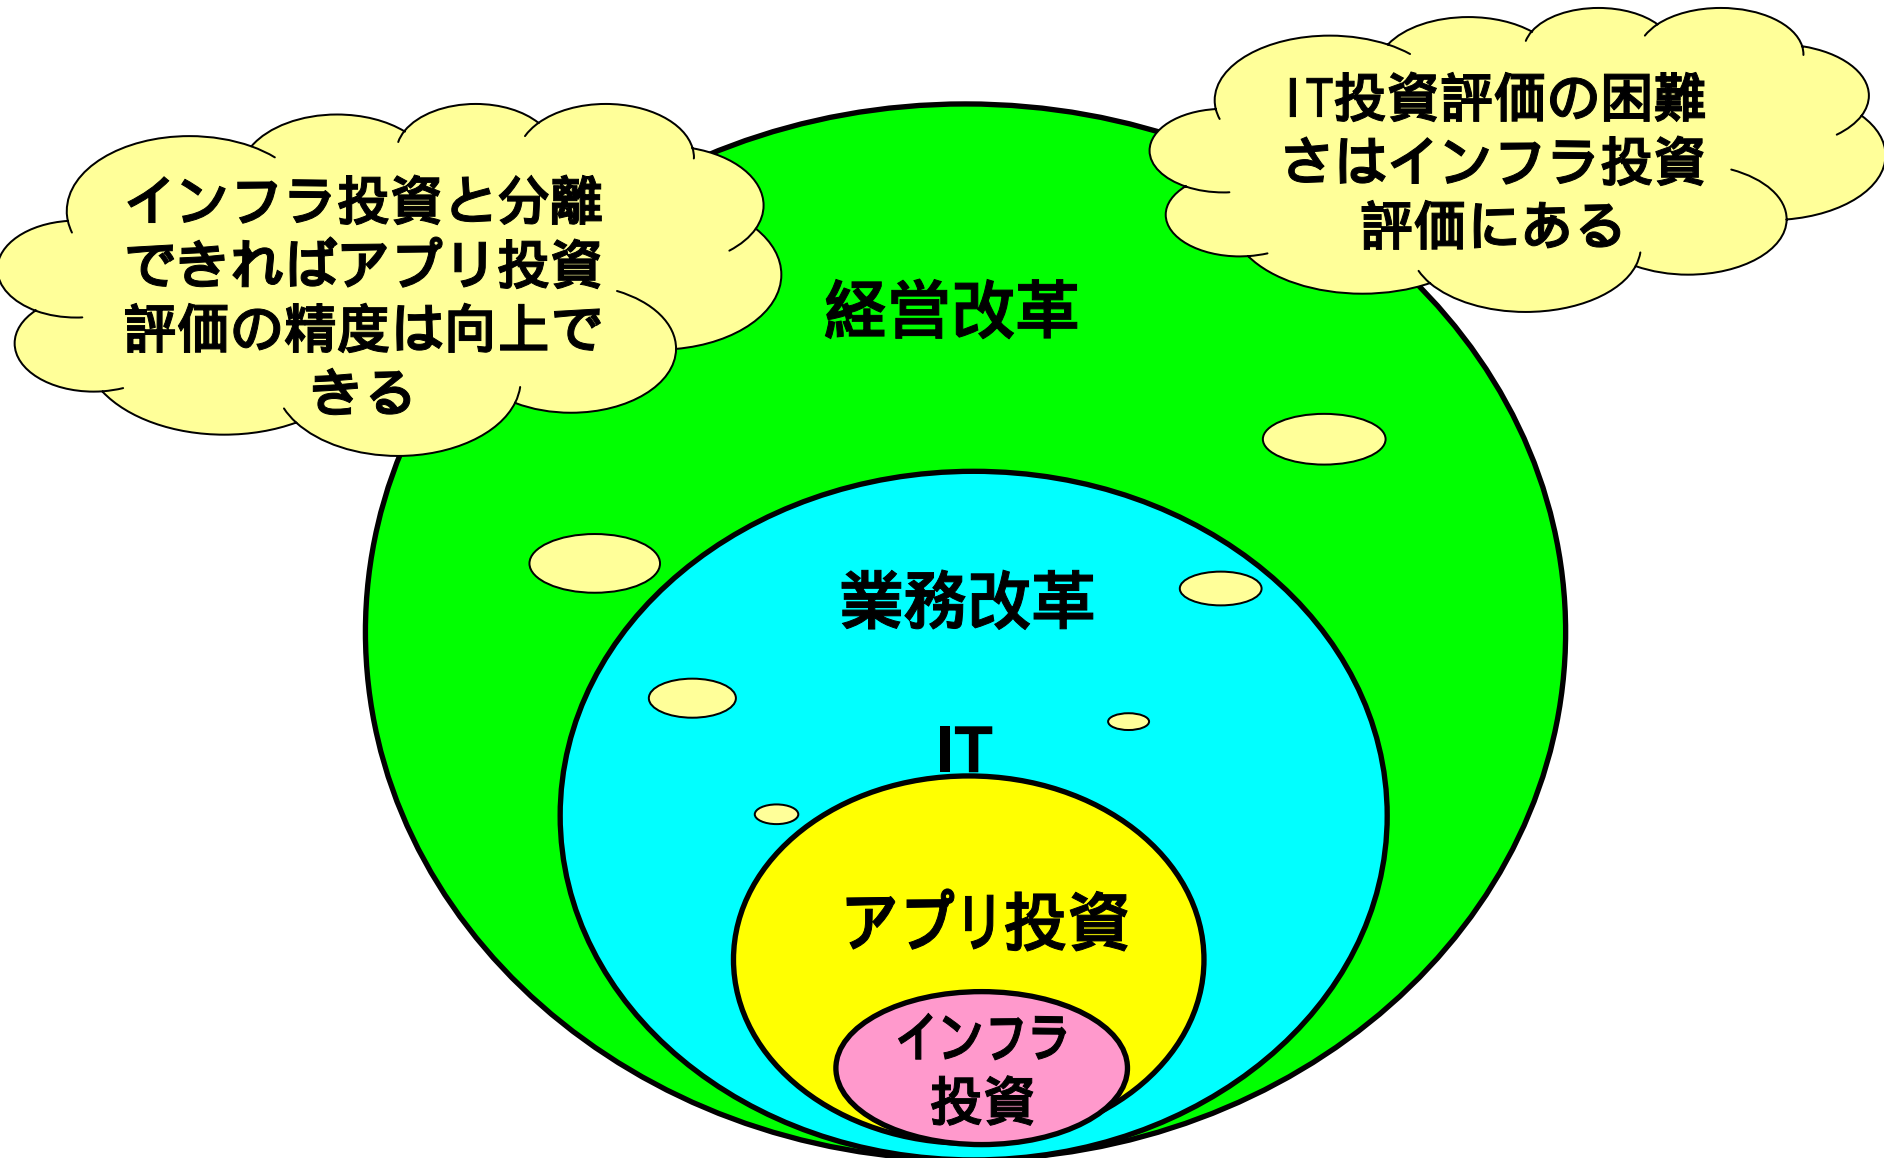 インフラ投資と分離
できればアプリ投資
評価の精度は向上で
きる
IT投資評価の困難
さはインフラ投資
評価にある
経営改革
業務改革
IT
アプリ投資
インフラ
投資